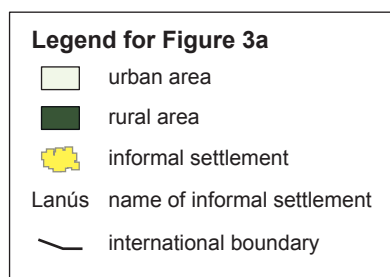 Legend for Figure 3a
urban area
rural area
informal settlement
Lanús name of informal settlement
international boundary